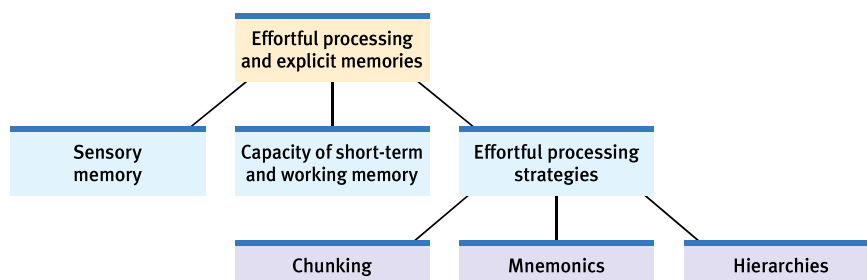 Effortful processing
and explicit memories
Sensory
memory
Capacity of short-term
and working memory
Effortful processing
strategies
Chunking
Mnemonics
Hierarchies